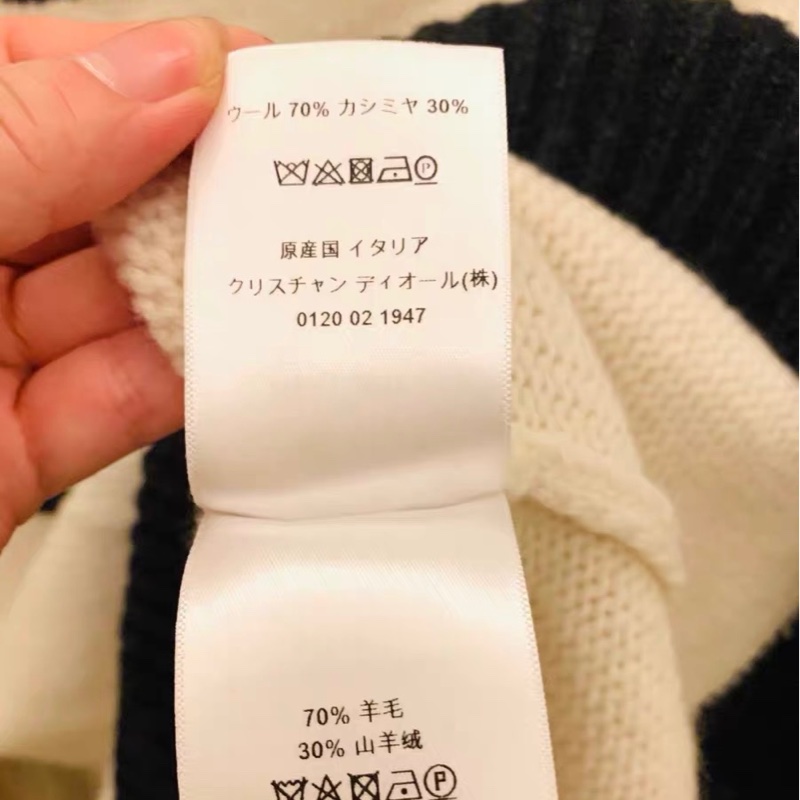 ウール 70% カシミヤ 30%
P
原産国 イタリア
クリスチャン ディオール(株)
0120 02 1947
70% 羊毛
30% 山羊绒
P